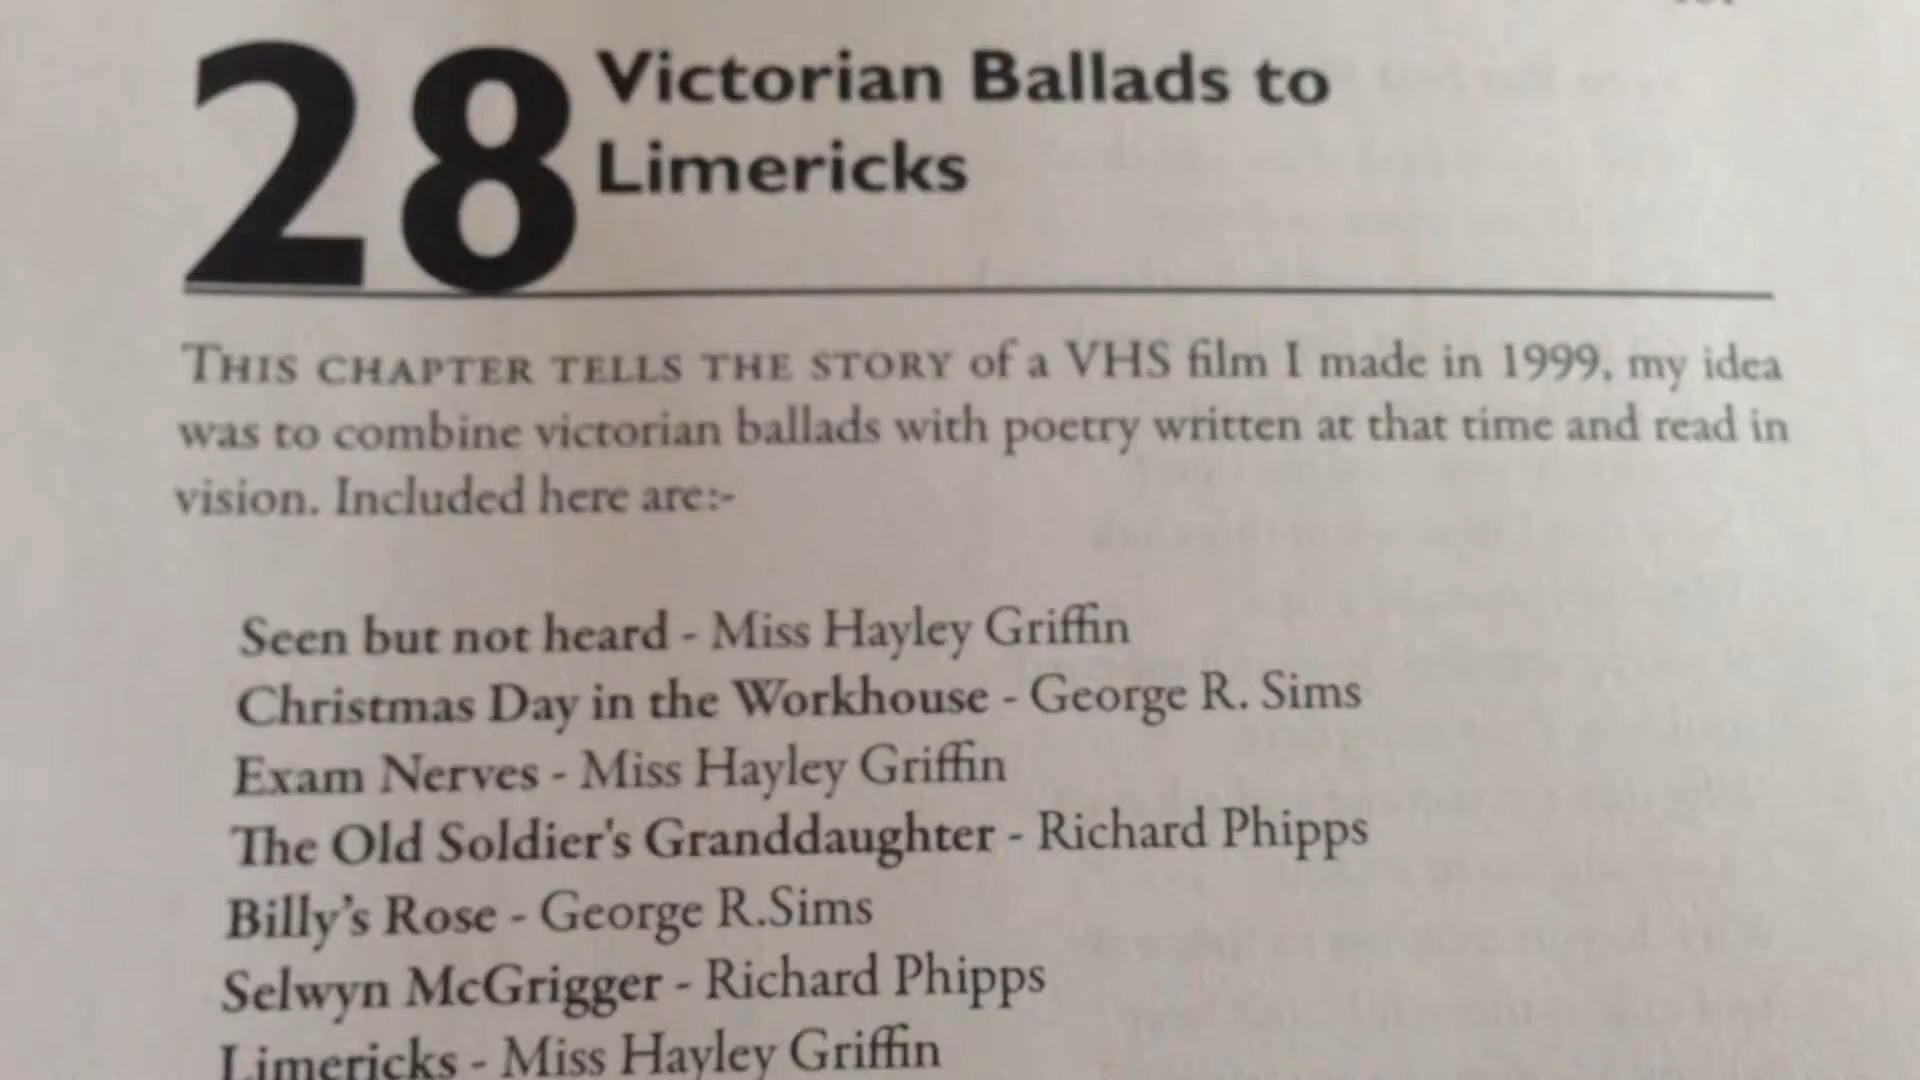 28 Victorian Ballads to
Limericks
THIS CHAPTER TELLS THE STORY of a VHS film I made in 1999, my idea
was to combine victorian ballads with poetry written at that time and read in
vision. Included here are:-
Seen but not heard - Miss Hayley Griffin
Christmas Day in the Workhouse - George R. Sims
Exam Nerves - Miss Hayley Griffin
The Old Soldier's Granddaughter - Richard Phipps
Billy’s Rose - George R.Sims
Selwyn McGrigger - Richard Phipps
Limericks - Miss Hayley Griffin